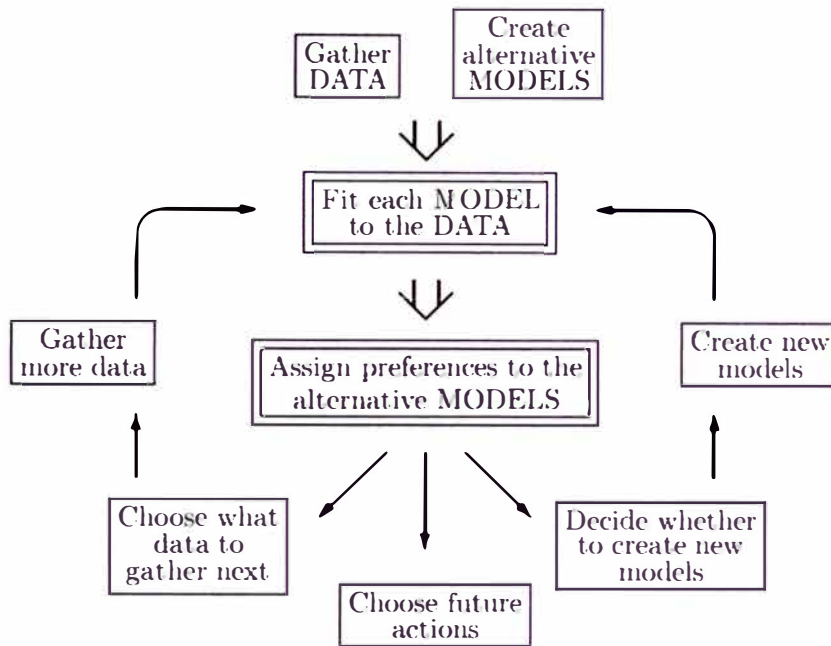 Gather
DATA
Create
alternative
MODELS
Fit each MODEL
to the DATA
Gather
more data
Assign preferences to the
alternative MODELS
Create new
models
Choose what
data to
gather next
Choose future
actions
Decide whether
to create new
models